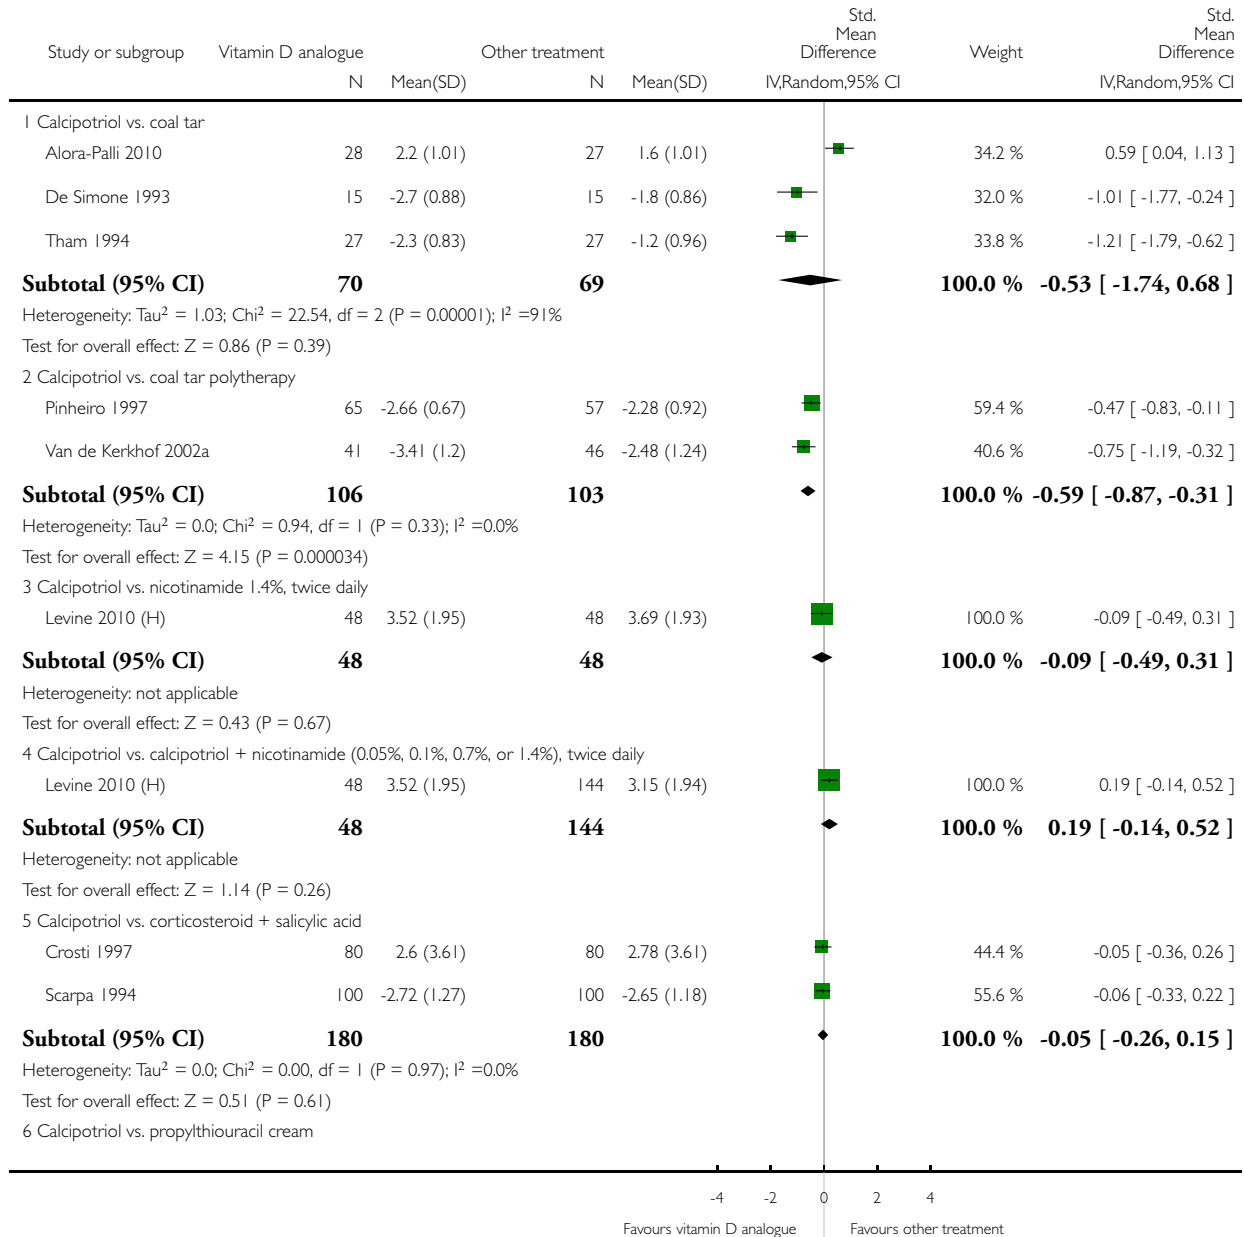 Study or subgroup Vitamin D analogue Other treatment Std. Mean Difference Weight Std. Mean Difference
N Mean(SD) N Mean(SD) IV,Random,95% CI IV,Random,95% CI
1 Calcipotriol vs. coal tar
Alora-Palli 2010 28 2.2 (1.01) 27 1.6 (1.01) 34.2 % 0.59 [ 0.04, 1.13 ]
De Simone 1993 15 -2.7 (0.88) 15 -1.8 (0.86) 32.0 % -1.01 [ -1.77, -0.24 ]
Tham 1994 27 -2.3 (0.83) 27 -1.2 (0.96) 33.8 % -1.21 [ -1.79, -0.62 ]
Subtotal (95% CI) 70 69 100.0 % -0.53 [ -1.74, 0.68 ]
Heterogeneity: Tau² = 1.03; Chi² = 22.54, df = 2 (P = 0.00001); I² =91%
Test for overall effect: Z = 0.86 (P = 0.39)
2 Calcipotriol vs. coal tar polytherapy
Pinheiro 1997 65 -2.66 (0.67) 57 -2.28 (0.92) 59.4 % -0.47 [ -0.83, -0.11 ]
Van de Kerkhof 2002a 41 -3.41 (1.2) 46 -2.48 (1.24) 40.6 % -0.75 [ -1.19, -0.32 ]
Subtotal (95% CI) 106 103 100.0 % -0.59 [ -0.87, -0.31 ]
Heterogeneity: Tau² = 0.0; Chi² = 0.94, df = 1 (P = 0.33); I² =0.0%
Test for overall effect: Z = 4.15 (P = 0.000034)
3 Calcipotriol vs. nicotinamide 1.4%, twice daily
Levine 2010 (H) 48 3.52 (1.95) 48 3.69 (1.93) 100.0 % -0.09 [ -0.49, 0.31 ]
Subtotal (95% CI) 48 48 100.0 % -0.09 [ -0.49, 0.31 ]
Heterogeneity: not applicable
Test for overall effect: Z = 0.43 (P = 0.67)
4 Calcipotriol vs. calcipotriol + nicotinamide (0.05%, 0.1%, 0.7%, or 1.4%), twice daily
Levine 2010 (H) 48 3.52 (1.95) 144 3.15 (1.94) 100.0 % 0.19 [ -0.14, 0.52 ]
Subtotal (95% CI) 48 144 100.0 % 0.19 [ -0.14, 0.52 ]
Heterogeneity: not applicable
Test for overall effect: Z = 1.14 (P = 0.26)
5 Calcipotriol vs. corticosteroid + salicylic acid
Crosti 1997 80 2.6 (3.61) 80 2.78 (3.61) 44.4 % -0.05 [ -0.36, 0.26 ]
Scarpa 1994 100 -2.72 (1.27) 100 -2.65 (1.18) 55.6 % -0.06 [ -0.33, 0.22 ]
Subtotal (95% CI) 180 180 100.0 % -0.05 [ -0.26, 0.15 ]
Heterogeneity: Tau² = 0.0; Chi² = 0.00, df = 1 (P = 0.97); I² =0.0%
Test for overall effect: Z = 0.51 (P = 0.61)
6 Calcipotriol vs. propylthiouracil cream
-4 -2 0 2 4
Favours vitamin D analogue Favours other treatment